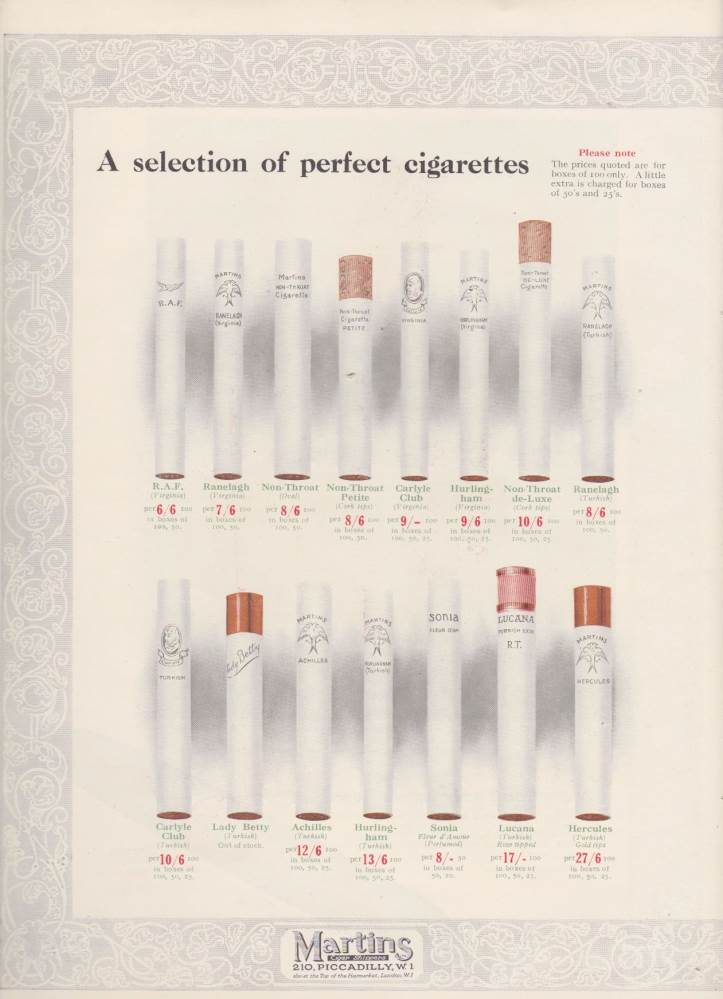 A selection of perfect cigarettes
Please note
The prices quoted are for
boxes of 100 only. A little
extra is charged for boxes
of 50's and 25's.
R.A.F.
MARTINS
RANELAGH
(Virginia)
Martins
NON-THROAT
Cigarette
Non-Throat
Cigarette
PETITE
VIRGINIA
MARTINS
HURLINGHAM
(Virginia)
Non-Throat
DE-LUXE
Cigarette
MARTINS
RANELAGH
(Turkish)
R.A.F.
(Virginia)
per 6/6 100
in boxes of
100, 50.
Ranelagh
(Virginia)
per 7/6 100
in boxes of
100, 50.
Non-Throat
(Oval)
per 8/6 100
in boxes of
100, 50.
Non-Throat
Petite
(Cork tips)
per 8/6 100
in boxes of
100, 50.
Carlyle
Club
(Virginia)
per 9/- 100
in boxes of
100, 50, 25.
Hurling-
ham
(Virginia)
per 9/6 100
in boxes of
100, 50, 25.
Non-Throat
de-Luxe
(Cork tips)
per 10/6 100
in boxes of
100, 50, 25.
Ranelagh
(Turkish)
per 8/6 100
in boxes of
100, 50.
TURKISH
Lady Betty
MARTINS
ACHILLES
MARTINS
HURLINGHAM
(Turkish)
Sonia
FLEUR D'AM
LUCANA
TURKISH LEAF
R.T.
MARTINS
HERCULES
Carlyle
Club
(Turkish)
per 10/6 100
in boxes of
100, 50, 25.
Lady Betty
(Turkish)
Out of stock.
Achilles
(Turkish)
per 12/6 100
in boxes of
100, 50, 25.
Hurling-
ham
(Turkish)
per 13/6 100
in boxes of
100, 50, 25.
Sonia
Fleur d'Amour
(Perfumed)
per 8/- 50
in boxes of
50, 20.
Lucana
(Turkish)
Rose tipped
per 17/- 100
in boxes of
100, 50, 25.
Hercules
(Turkish)
Gold tips
per 27/6 100
in boxes of
100, 50, 25.
Martins
Cigar Shippers
210, PICCADILLY, W.1
also at the Top of the Haymarket, London W.1